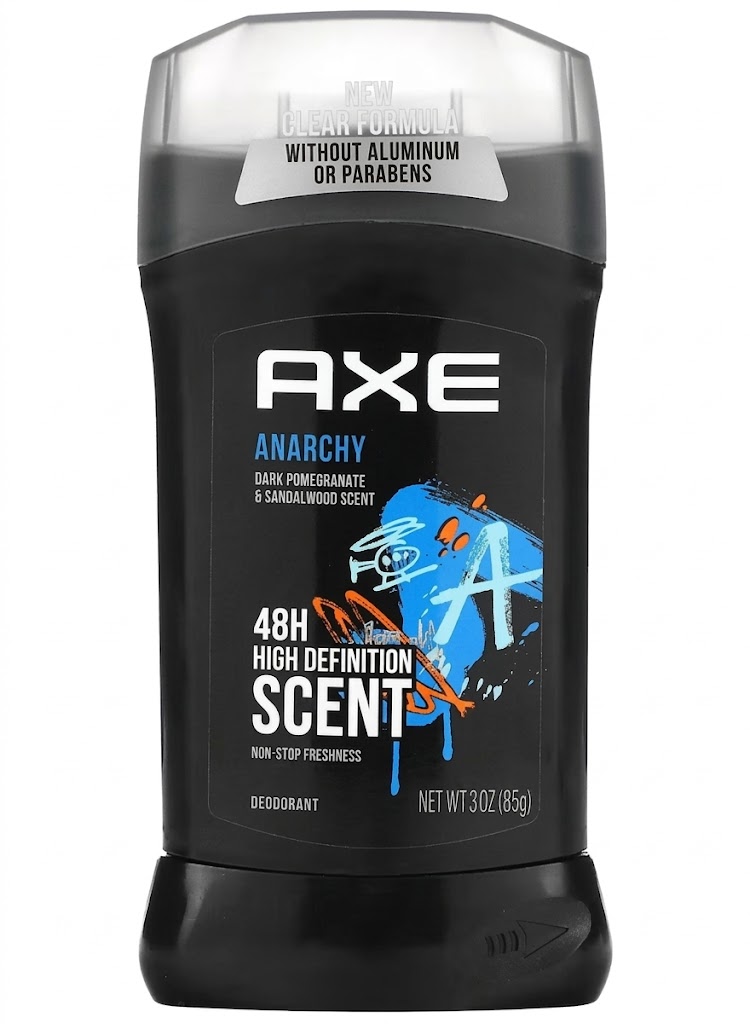 NEW
CLEAR FORMULA
WITHOUT ALUMINUM
OR PARABENS
AXE
ANARCHY
DARK POMEGRANATE
& SANDALWOOD SCENT
A
48H
HIGH DEFINITION
SCENT
NON-STOP FRESHNESS
DEODORANT
NET WT 3 OZ (85g)